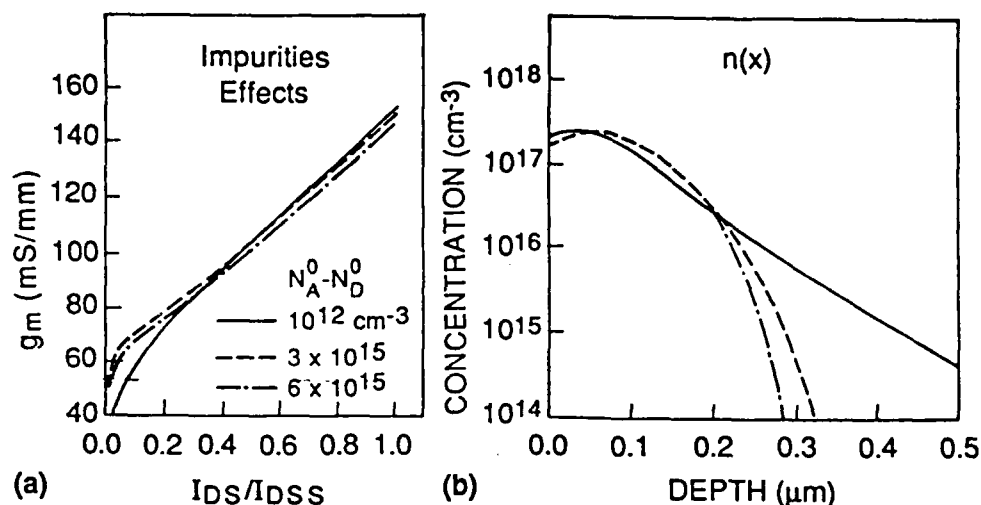 Impurities
Effects
160
140
120
100
80
60
40
gm (mS/mm)
N_A^0-N_D^0
10^12 cm^-3
3 x 10^15
6 x 10^15
0.0 0.2 0.4 0.6 0.8 1.0
(a)
IDS/IDSS
n(x)
10^18
10^17
10^16
10^15
10^14
CONCENTRATION (cm^-3)
0.0 0.1 0.2 0.3 0.4 0.5
(b)
DEPTH (μm)